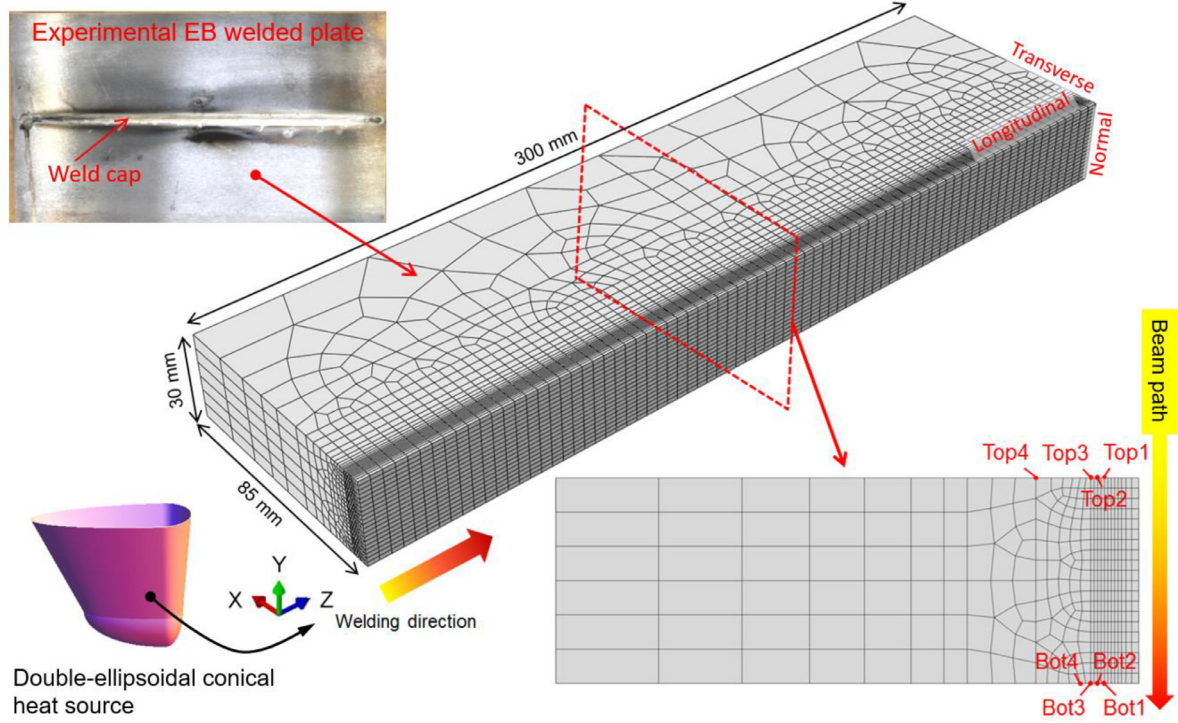 Experimental EB welded plate
Weld cap
300 mm
Transverse
Longitudinal
Normal
30 mm
85 mm
Beam path
Top4
Top3
Top1
Top2
Y
X
Z
Welding direction
Bot4
Bot2
Bot3
Bot1
Double-ellipsoidal conical
heat source